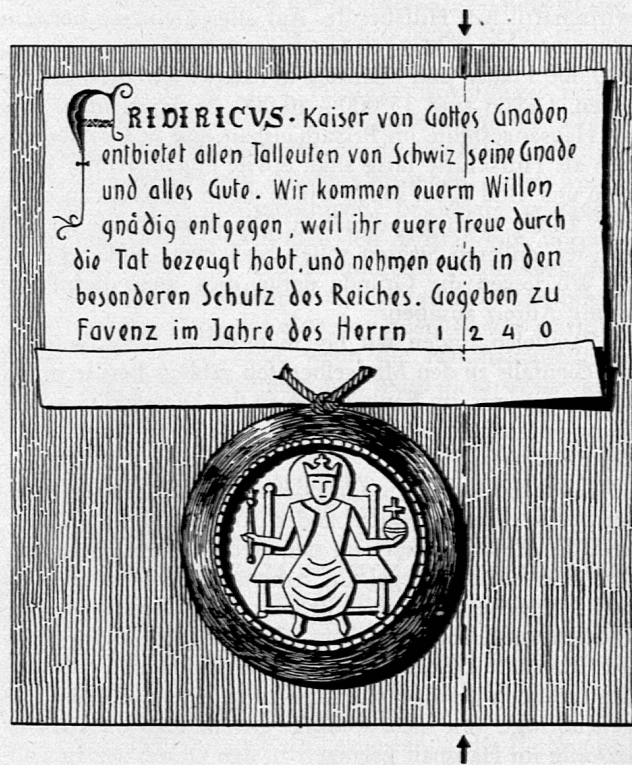 FRIDIRICVS · Kaiser von Gottes Gnaden
entbietet allen Talleuten von Schwiz seine Gnade
und alles Gute. Wir kommen euerm Willen
gnädig entgegen, weil ihr euere Treue durch
die Tat bezeugt habt, und nehmen euch in den
besonderen Schutz des Reiches. Gegeben zu
Favenz im Jahre des Herrn 1 2 4 0